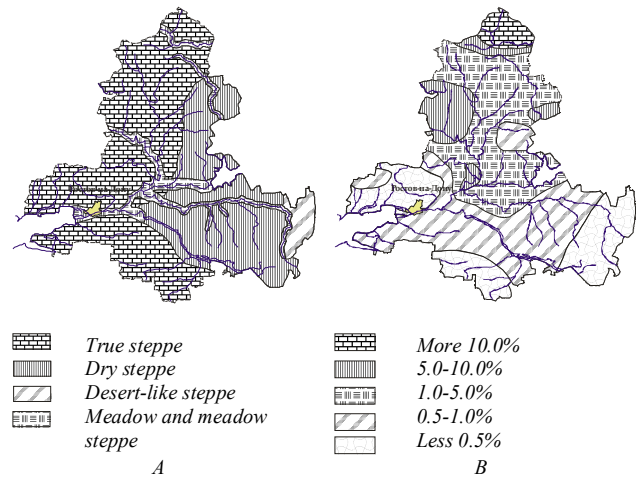 Ростов-на-Дону
True steppe
Dry steppe
Desert-like steppe
Meadow and meadow
steppe
A
More 10.0%
5.0-10.0%
1.0-5.0%
0.5-1.0%
Less 0.5%
B